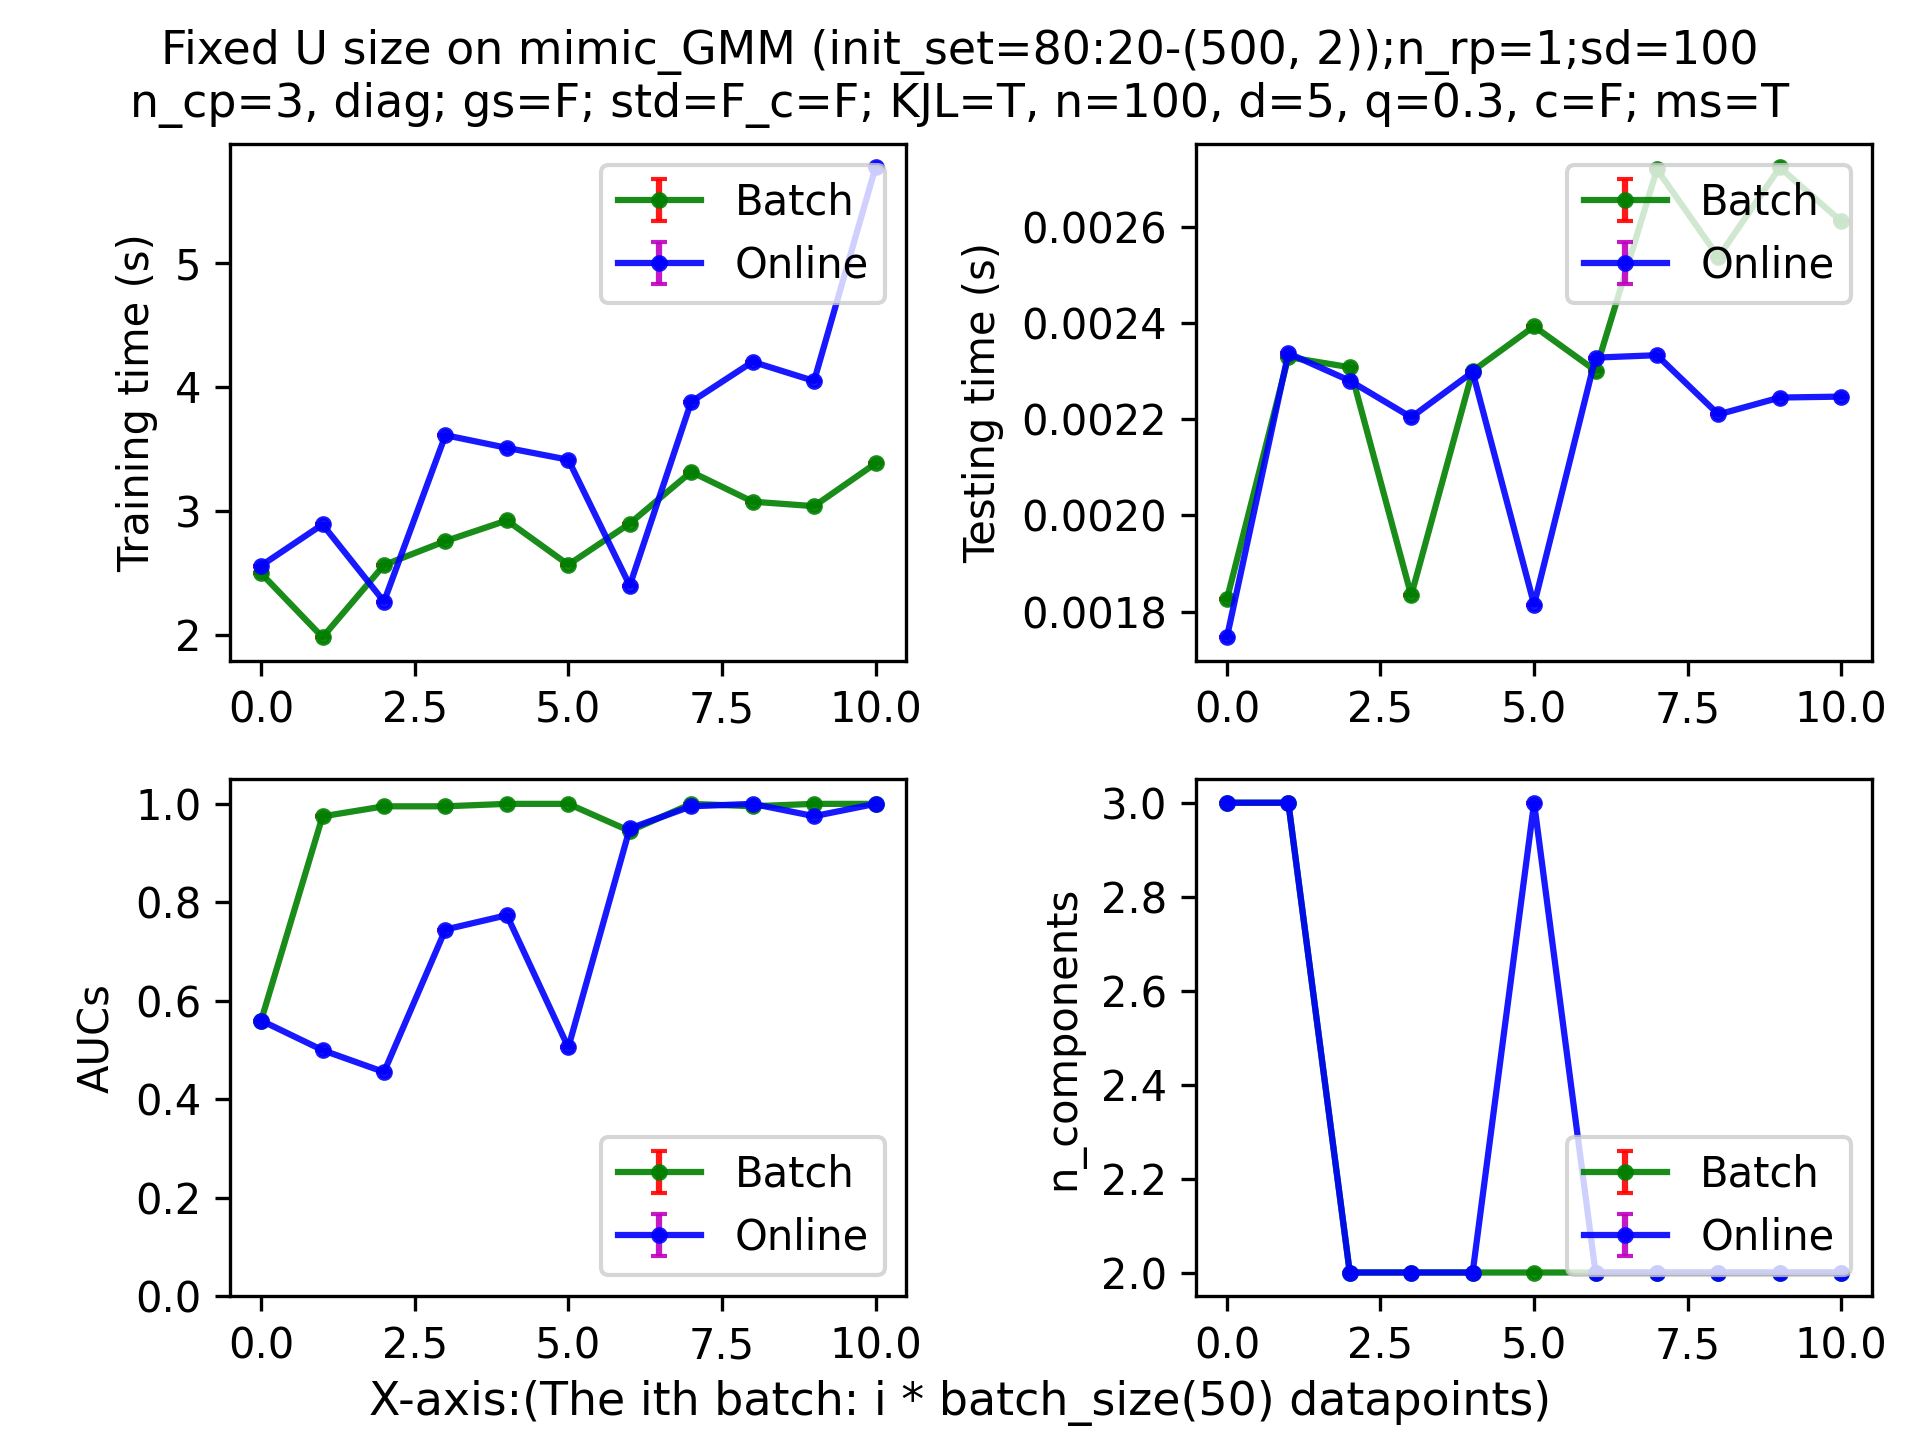 Fixed U size on mimic_GMM (init_set=80:20-(500, 2));n_rp=1;sd=100
n_cp=3, diag; gs=F; std=F_c=F; KJL=T, n=100, d=5, q=0.3, c=F; ms=T
Training time (s)
5
4
3
2
0.0 2.5 5.0 7.5 10.0
Batch
Online
Testing time (s)
0.0026
0.0024
0.0022
0.0020
0.0018
0.0 2.5 5.0 7.5 10.0
Batch
Online
AUCs
1.0
0.8
0.6
0.4
0.2
0.0
0.0 2.5 5.0 7.5 10.0
Batch
Online
n_components
3.0
2.8
2.6
2.4
2.2
2.0
0.0 2.5 5.0 7.5 10.0
Batch
Online
X-axis:(The ith batch: i * batch_size(50) datapoints)